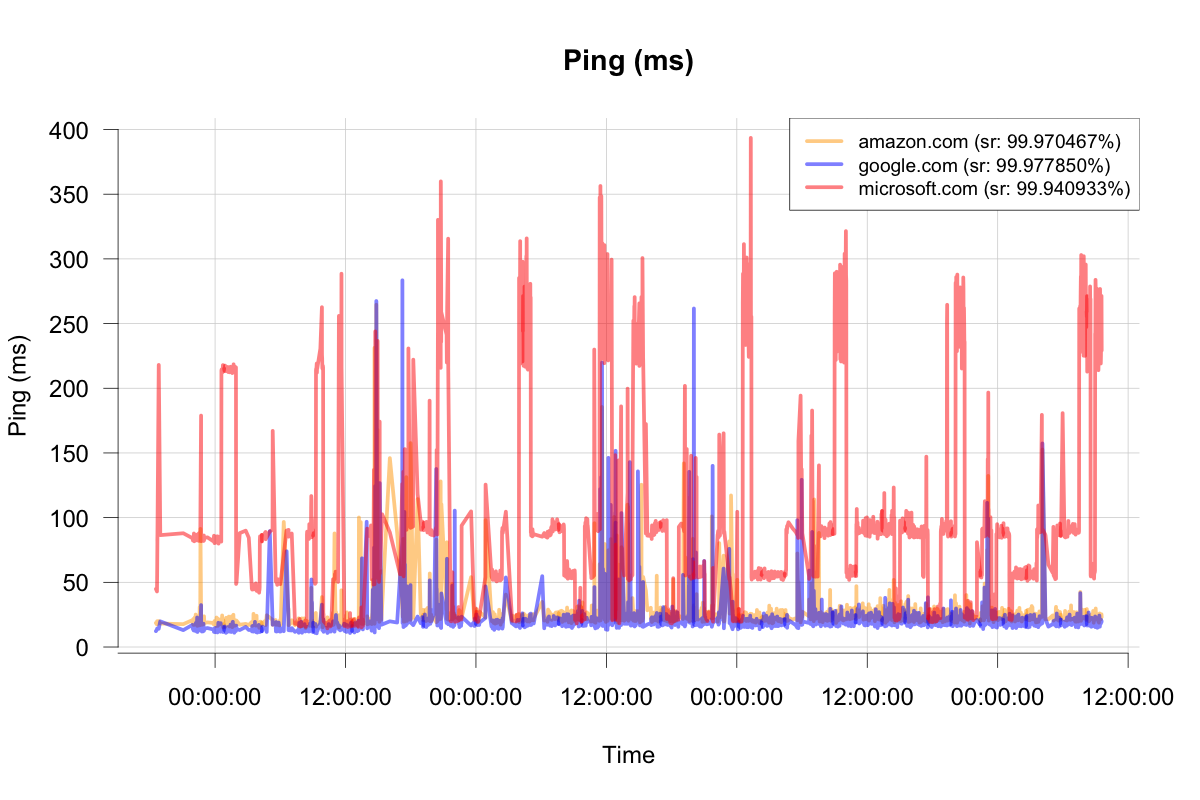 Ping (ms)
amazon.com (sr: 99.970467%)
google.com (sr: 99.977850%)
microsoft.com (sr: 99.940933%)
400
350
300
250
200
150
100
50
0
Ping (ms)
00:00:00 12:00:00 00:00:00 12:00:00 00:00:00 12:00:00 00:00:00 12:00:00
Time